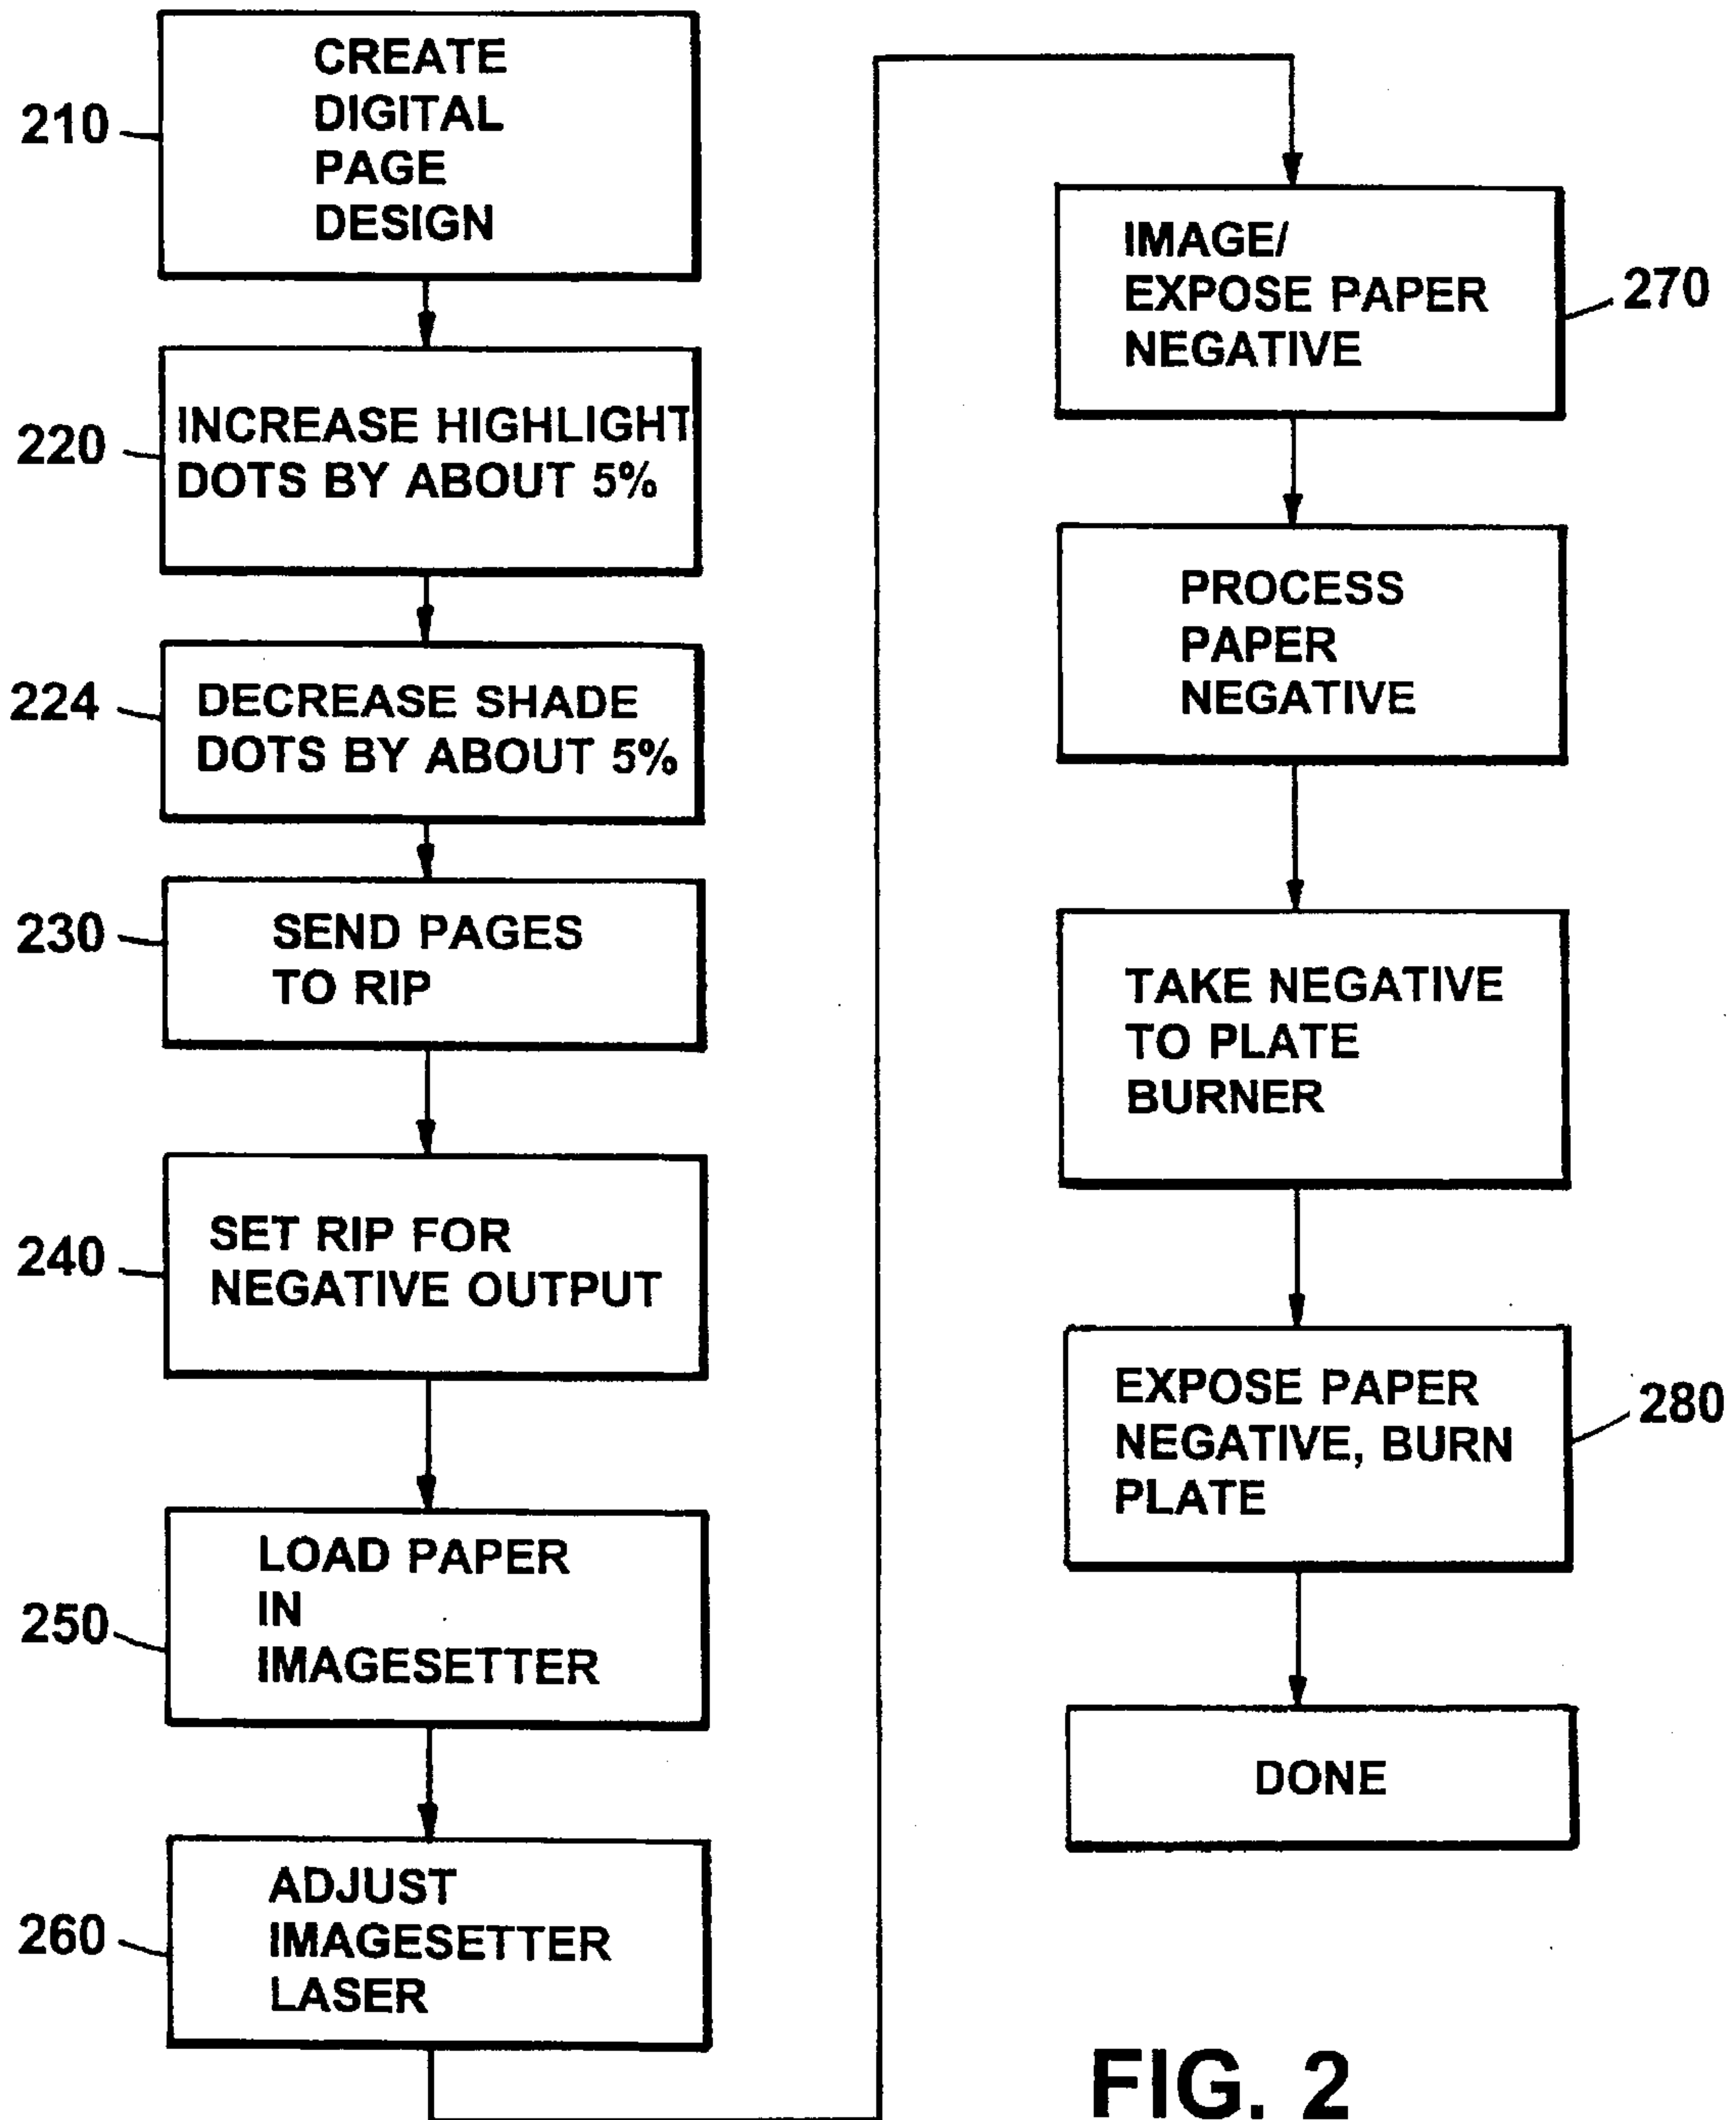 210
CREATE
DIGITAL
PAGE
DESIGN
220
INCREASE HIGHLIGHT
DOTS BY ABOUT 5%
224
DECREASE SHADE
DOTS BY ABOUT 5%
230
SEND PAGES
TO RIP
240
SET RIP FOR
NEGATIVE OUTPUT
250
LOAD PAPER
IN
IMAGESETTER
260
ADJUST
IMAGESETTER
LASER
IMAGE/
EXPOSE PAPER
NEGATIVE
270
PROCESS
PAPER
NEGATIVE
TAKE NEGATIVE
TO PLATE
BURNER
EXPOSE PAPER
NEGATIVE, BURN
PLATE
280
DONE
FIG. 2